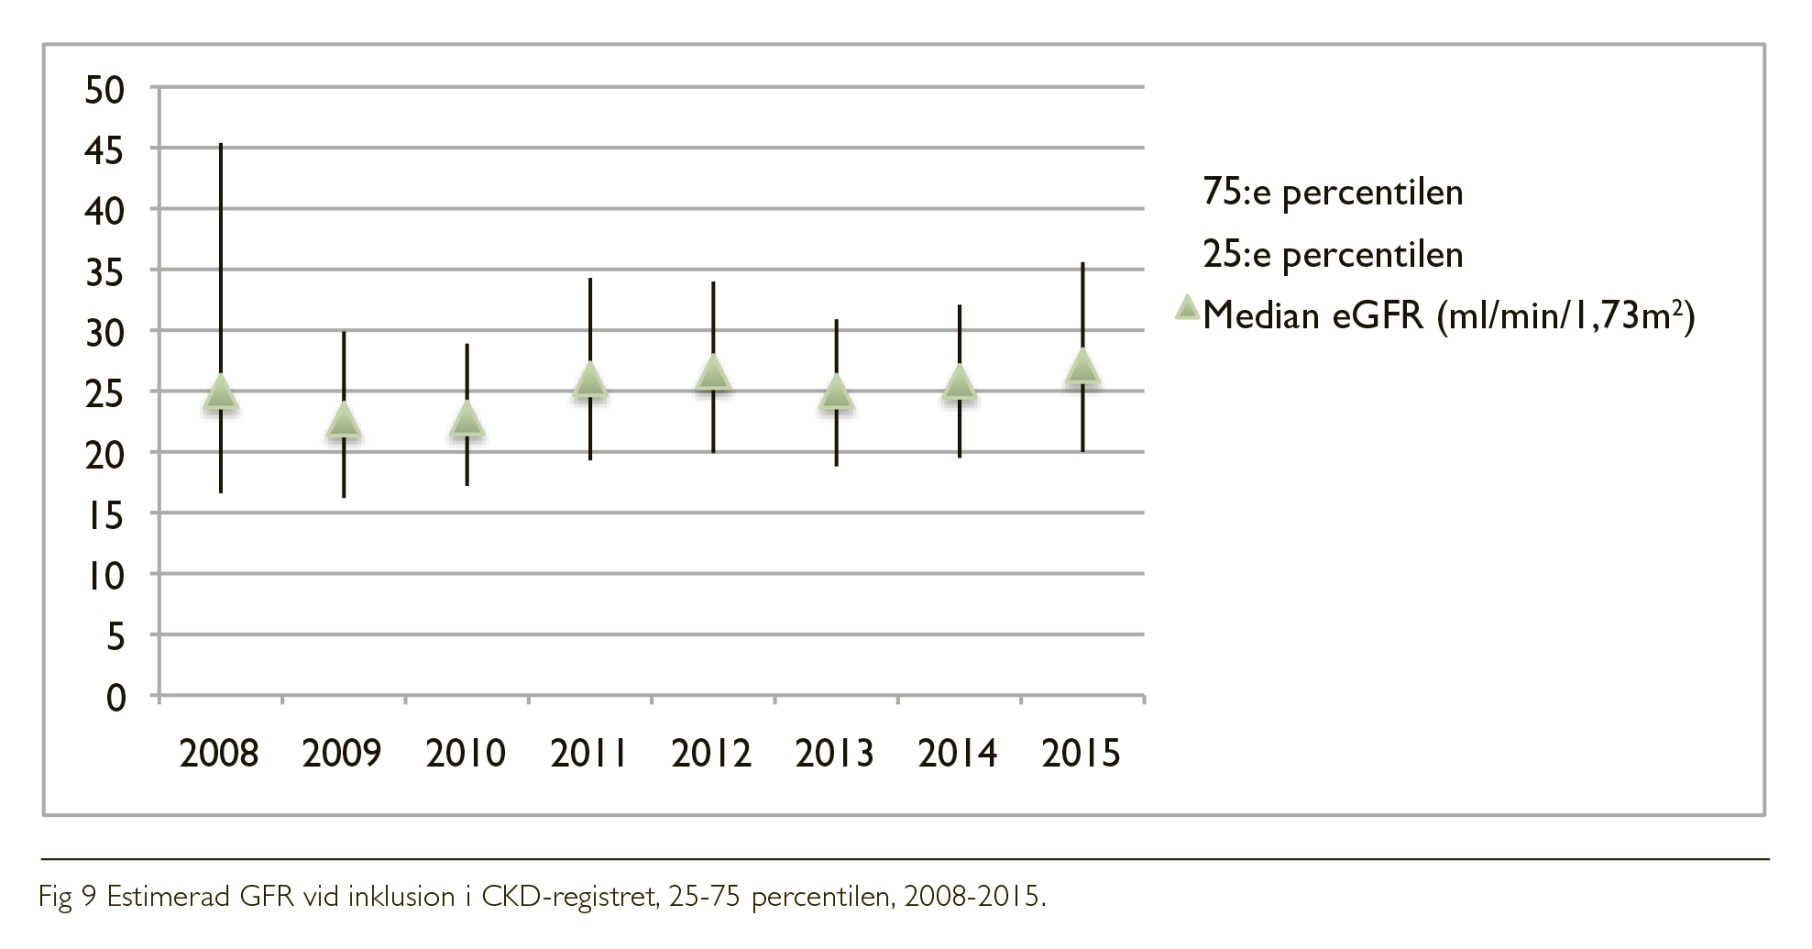 50
45
40
35
30
25
20
15
10
5
0
2008 2009 2010 2011 2012 2013 2014 2015
75:e percentilen
25:e percentilen
Median eGFR (ml/min/1,73m²)
Fig 9 Estimerad GFR vid inklusion i CKD-registret, 25-75 percentilen, 2008-2015.